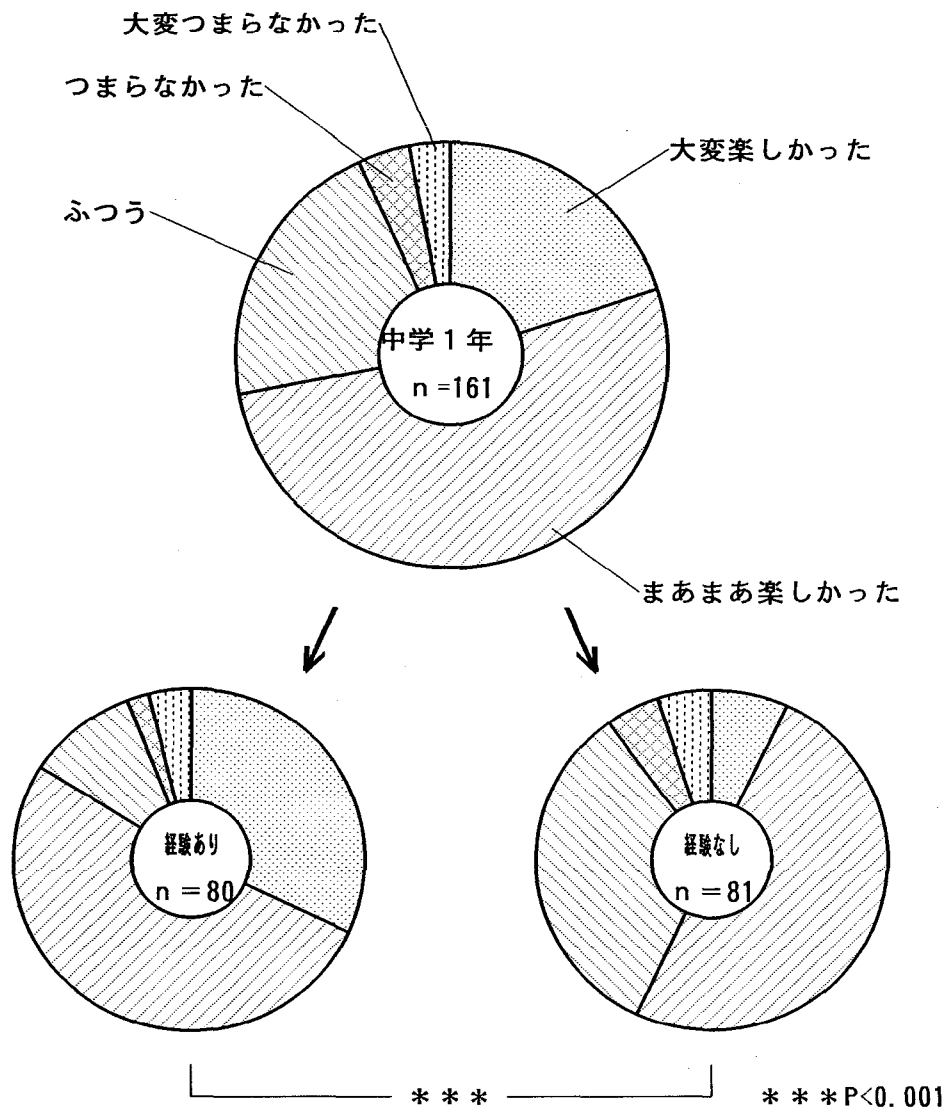 大変つまらなかった
つまらなかった
大変楽しかった
ふつう
中学1年
n=161
まあまあ楽しかった
経験あり
n=80
経験なし
n=81
***
***P<0.001